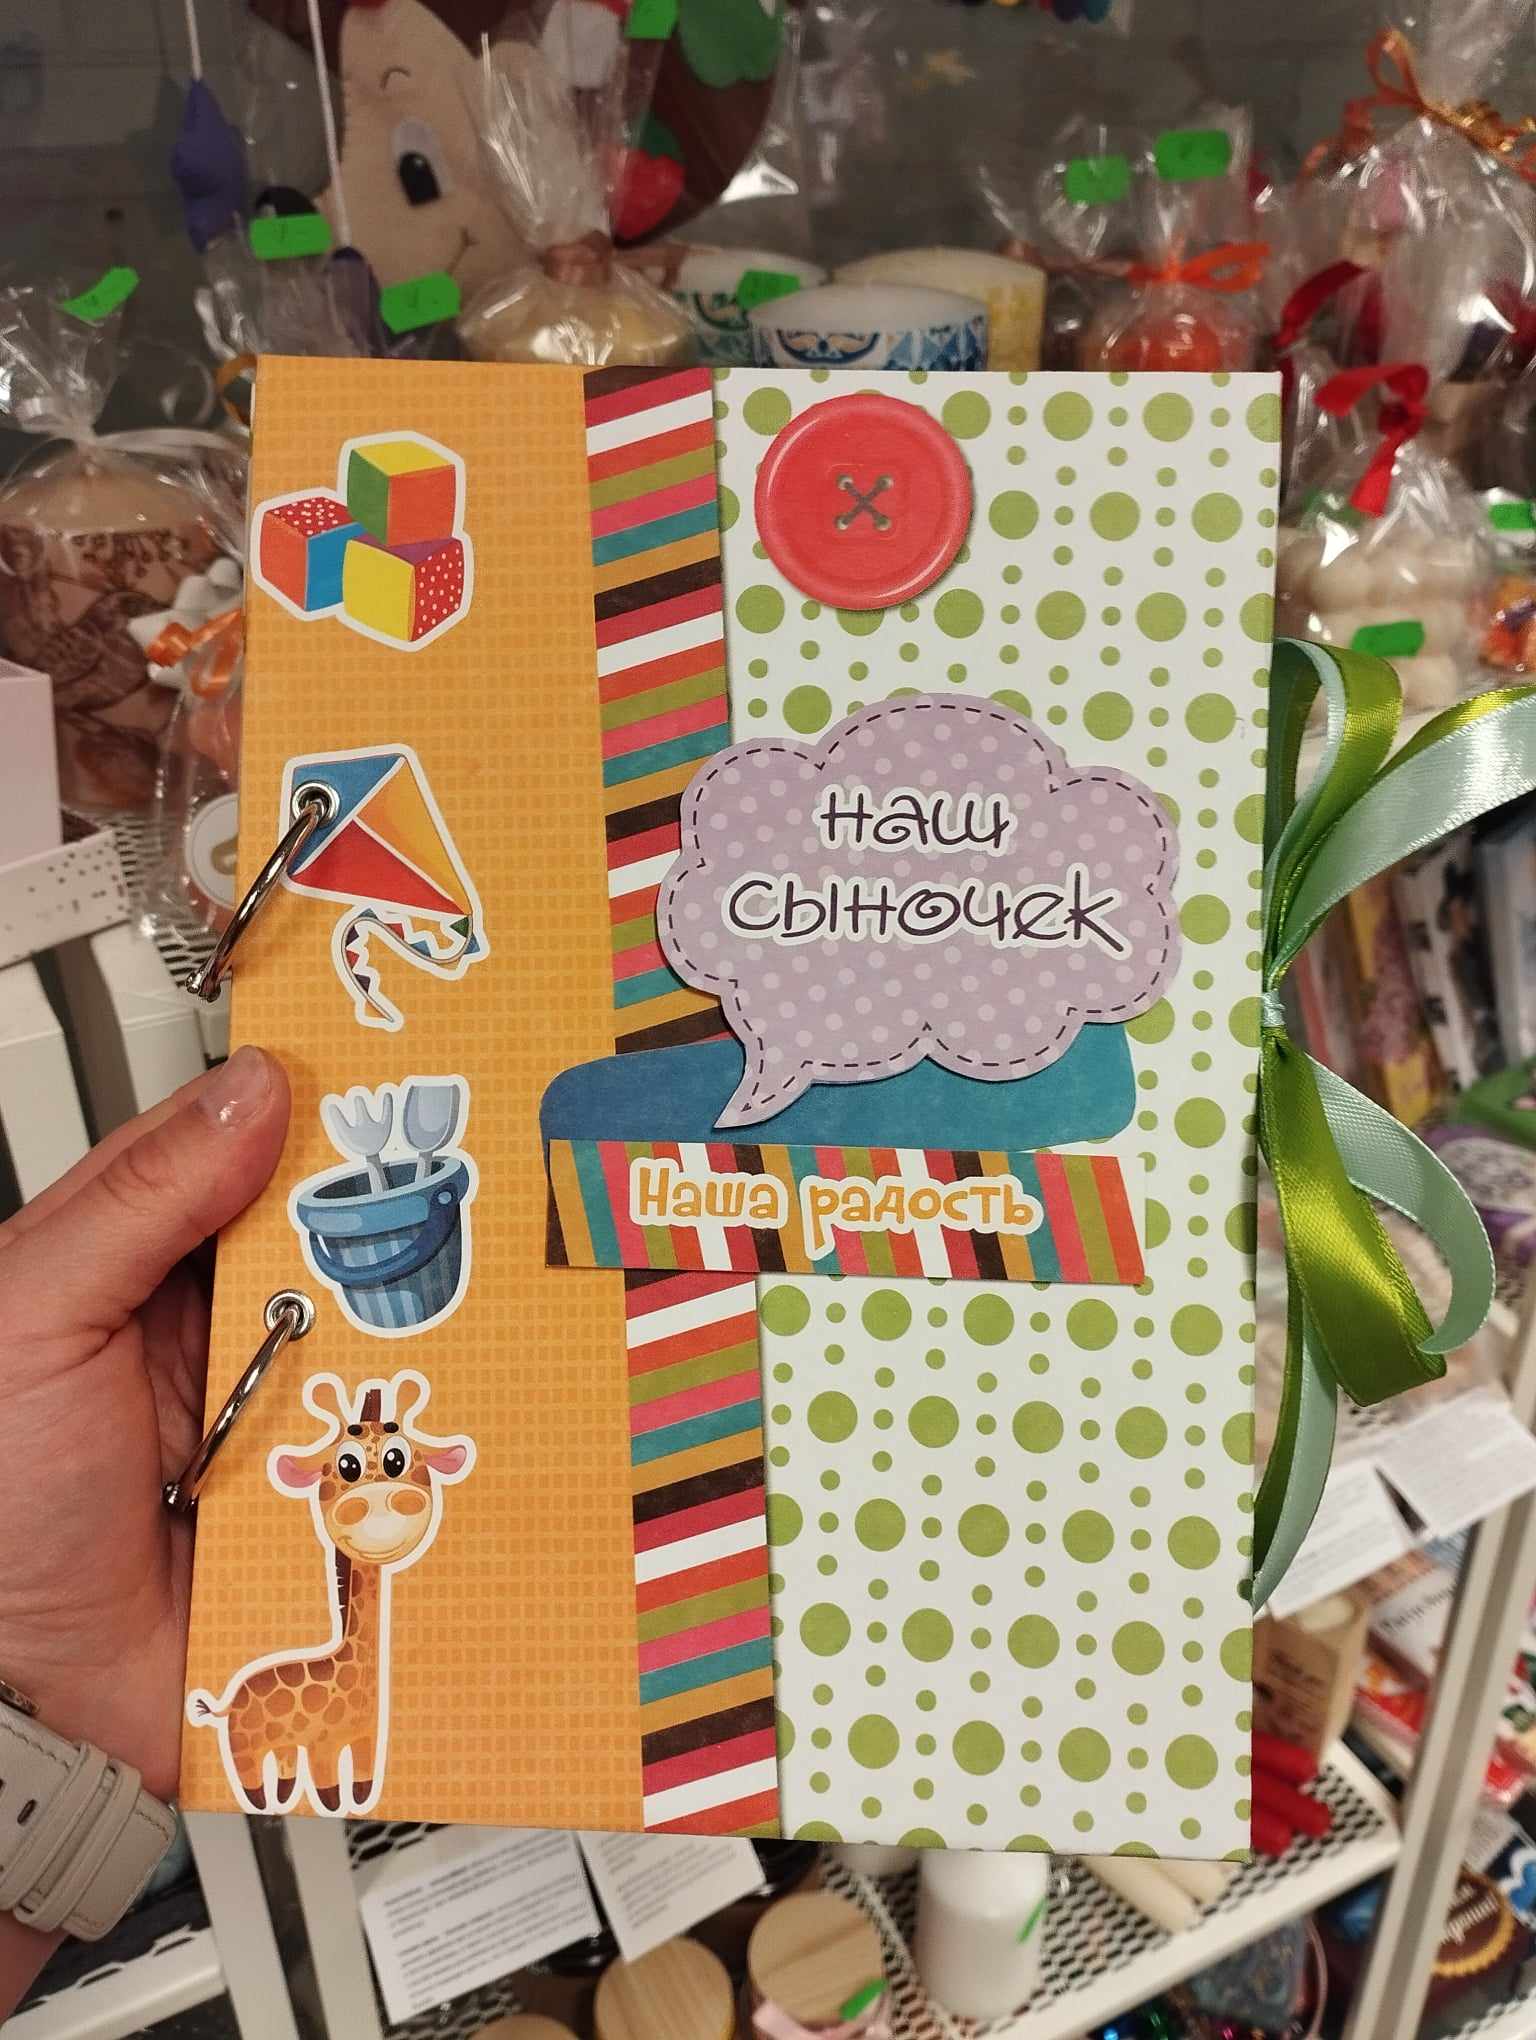 наш
сыночек
Наша радость